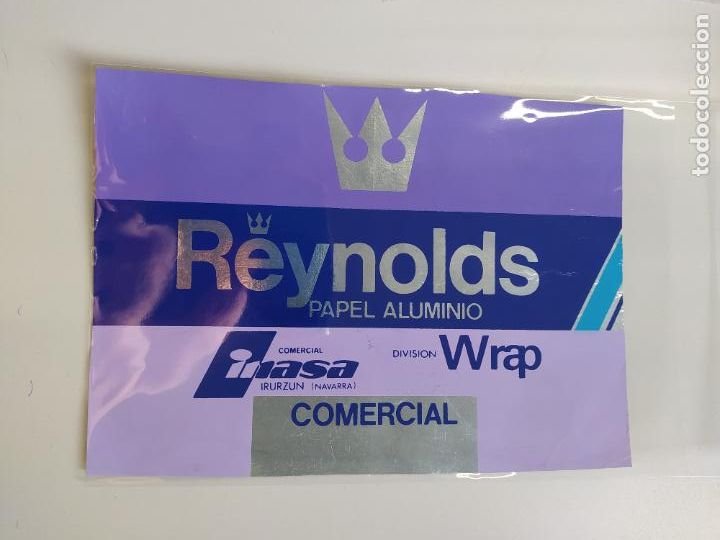 Reynolds
PAPEL ALUMINIO
COMERCIAL
inasa
IRURZUN (NAVARRA)
DIVISION Wrap
COMERCIAL
todocoleccion